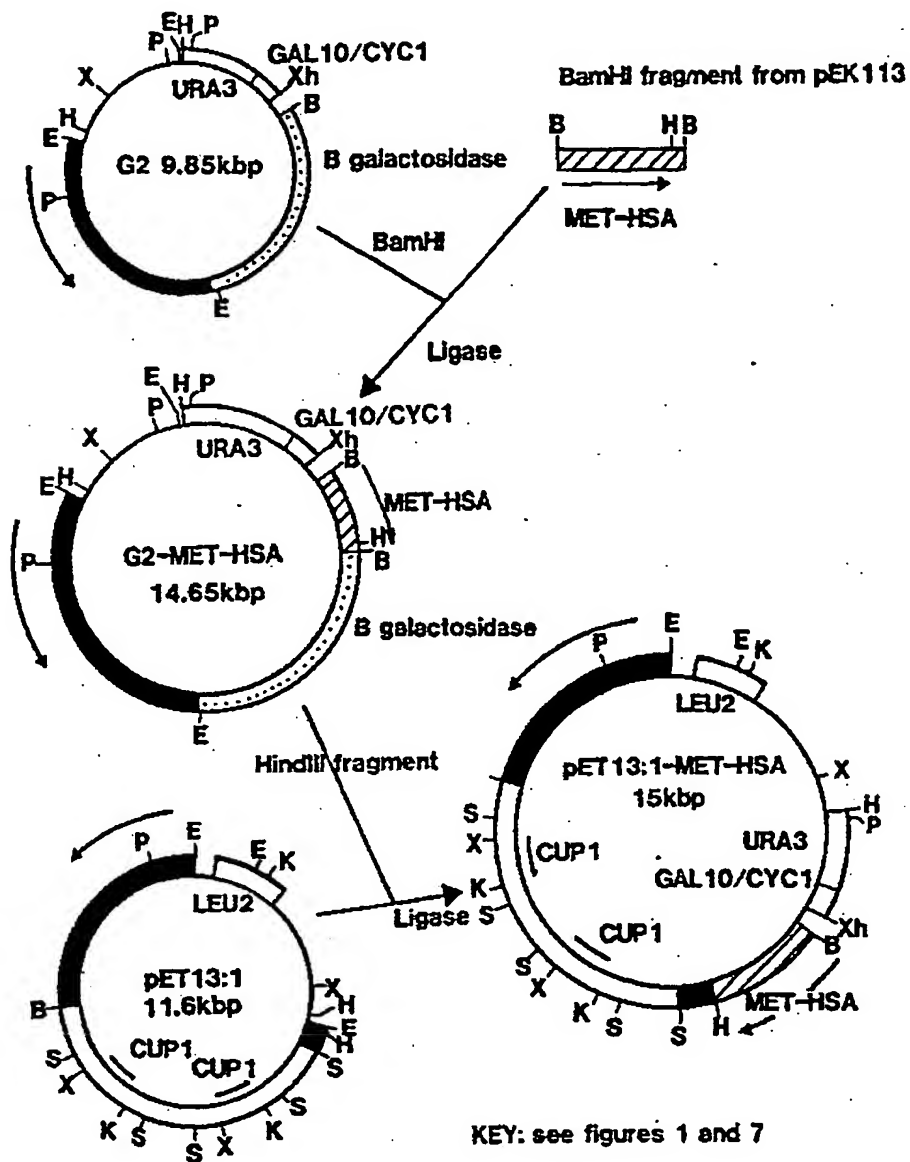 E
H
P
P
GAL10/CYC1
X
Xh
URA3
B
H
E
G2 9.85kbp
B galactosidase
P
E
BamHI fragment from pEK113
B
H
B
MET-HSA
BamHI
Ligase
E
H
P
P
GAL10/CYC1
X
Xh
URA3
B
H
E
MET-HSA
P
G2-MET-HSA
14.65kbp
H
B
B galactosidase
E
HindIII fragment
E
P
E
K
LEU2
X
pET13:1-MET-HSA
15kbp
H
P
S
X
URA3
CUP1
GAL10/CYC1
K
S
Xh
B
CUP1
S
X
MET-HSA
K
S
S
H
Ligase
E
P
E
K
LEU2
pET13:1
11.6kbp
X
H
E
H
B
S
CUP1
CUP1
S
X
S
K
K
S
S
X
KEY: see figures 1 and 7